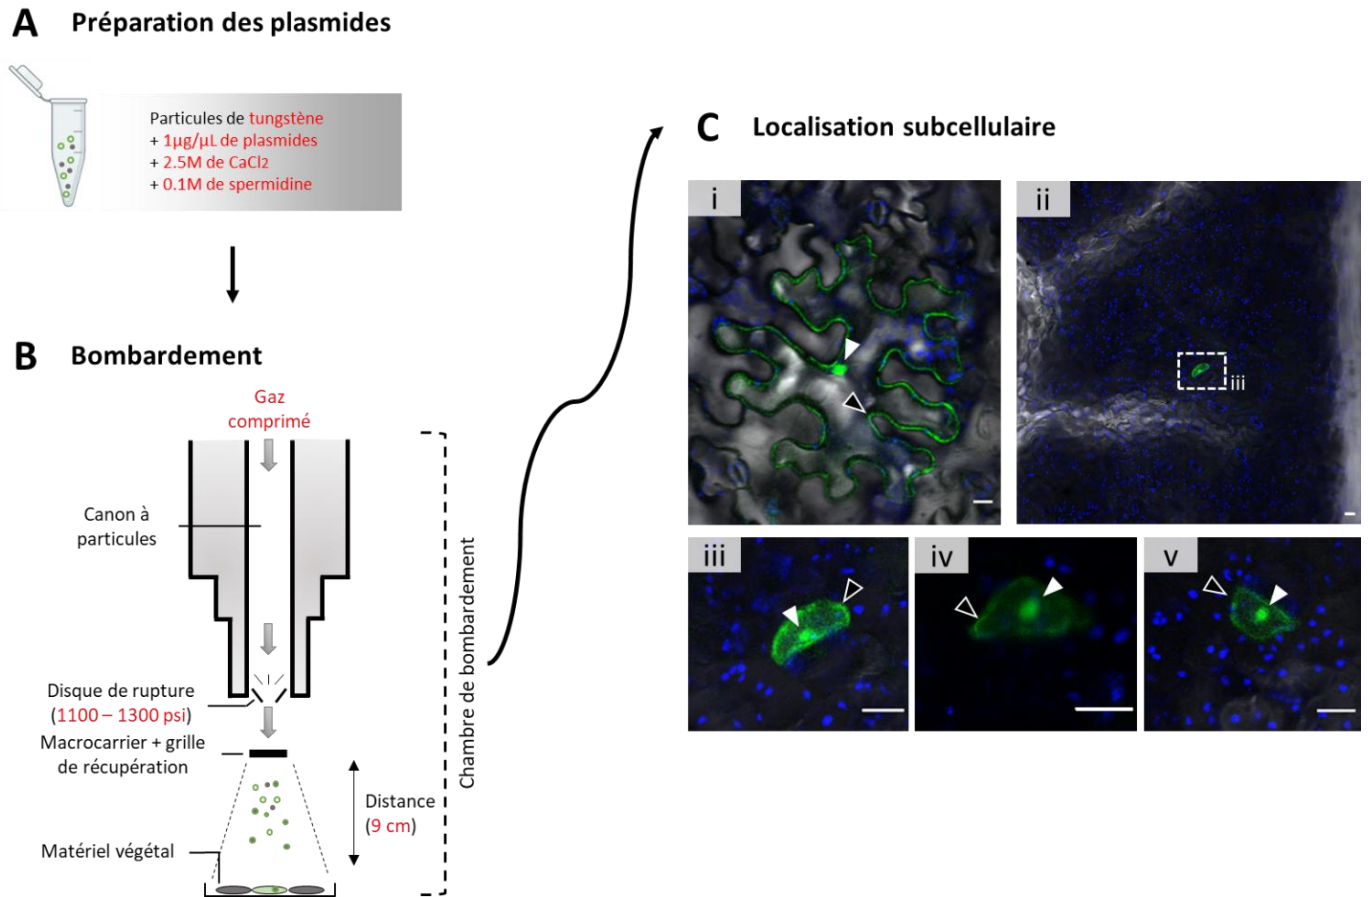 A Préparation des plasmides
Particules de tungstène
+ 1µg/µL de plasmides
+ 2.5M de CaCl2
+ 0.1M de spermidine
B Bombardement
Gaz
comprimé
Canon à
particules
Disque de rupture
(1100 – 1300 psi)
Macrocarrier + grille
de récupération
Distance
(9 cm)
Matériel végétal
Chambre de bombardement
C Localisation subcellulaire
i
ii
iii
iii
iv
v